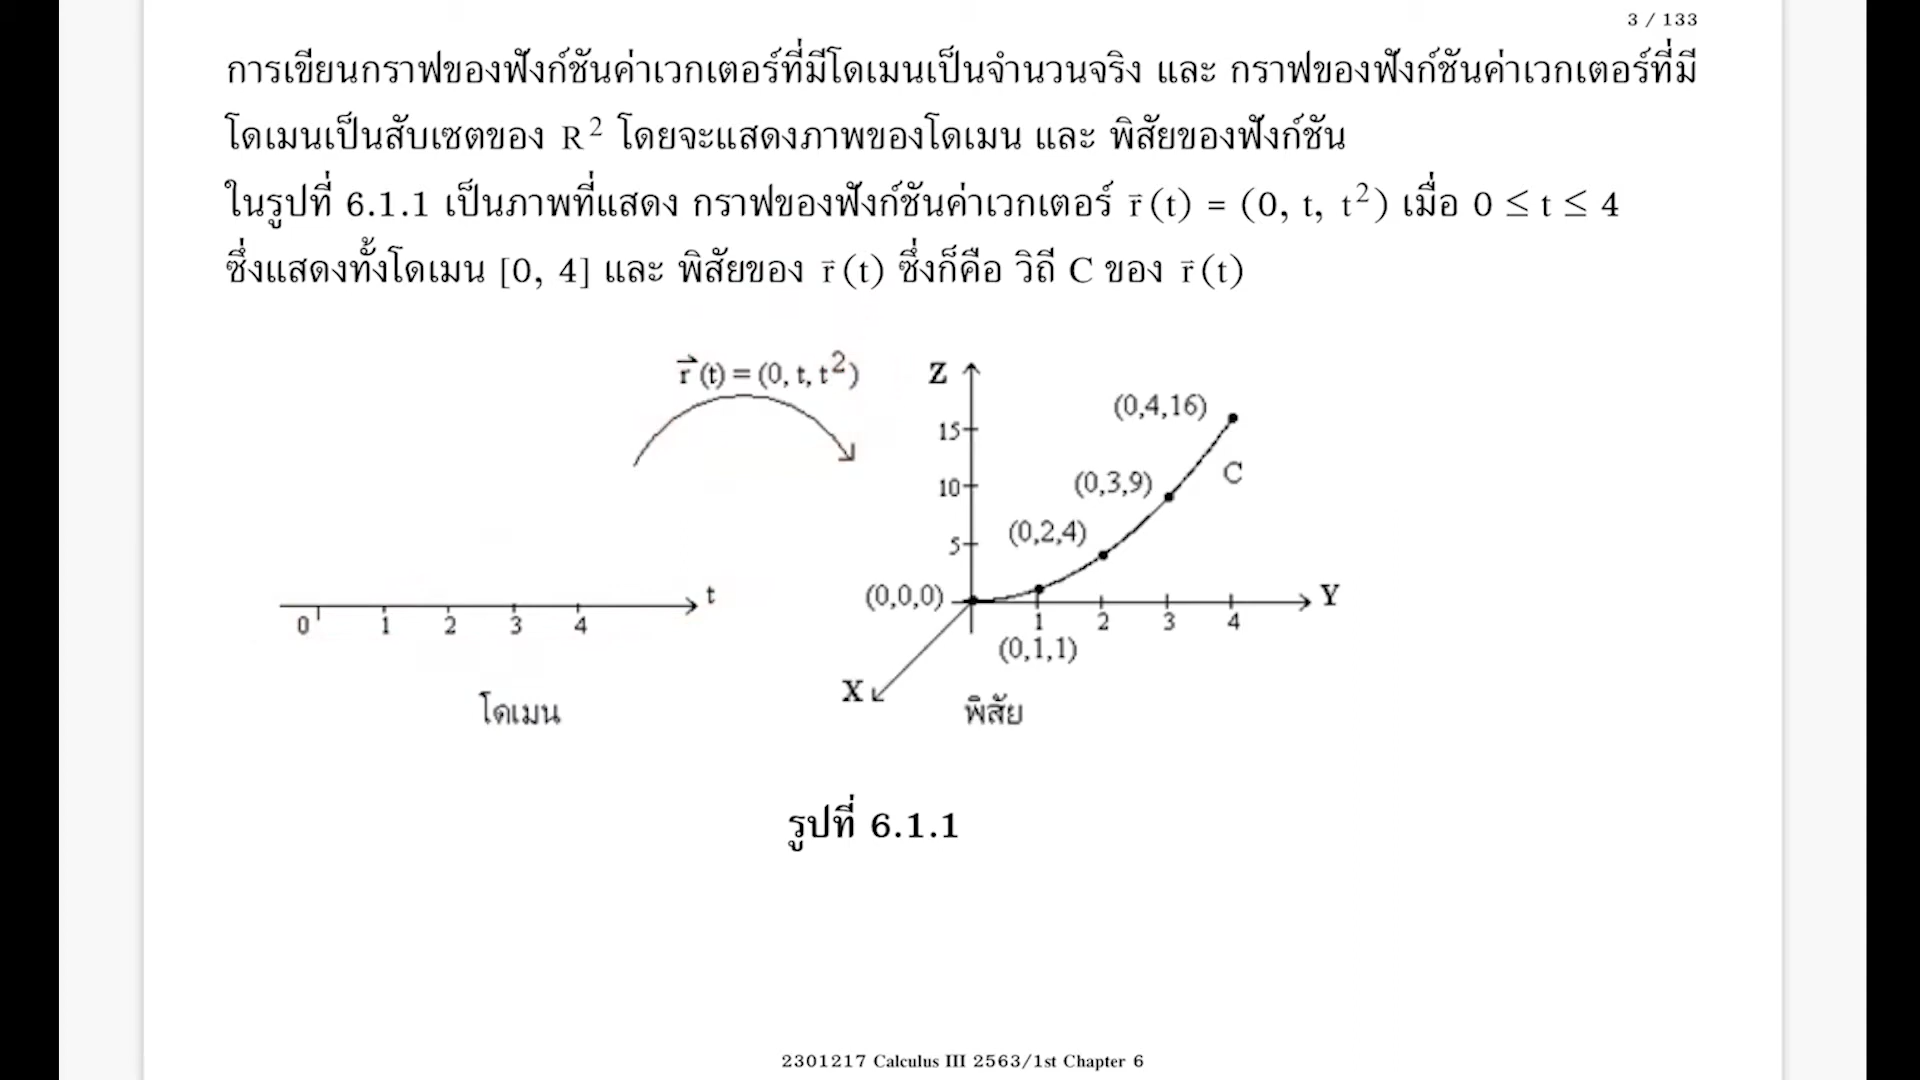 3 / 133
การเขียนกราฟของฟังก์ชันค่าเวกเตอร์ที่มีโดเมนเป็นจำนวนจริง และ กราฟของฟังก์ชันค่าเวกเตอร์ที่มี
โดเมนเป็นสับเซตของ R² โดยจะแสดงภาพของโดเมน และ พิสัยของฟังก์ชัน
ในรูปที่ 6.1.1 เป็นภาพที่แสดง กราฟของฟังก์ชันค่าเวกเตอร์ r̄(t) = (0, t, t²) เมื่อ 0 ≤ t ≤ 4
ซึ่งแสดงทั้งโดเมน [0, 4] และ พิสัยของ r̄(t) ซึ่งก็คือ วิถี C ของ r̄(t)
r⃗(t) = (0, t, t²)
Z
(0,4,16)
15
C
10
(0,3,9)
(0,2,4)
5
(0,0,0)
t
Y
0 1 2 3 4
1 2 3 4
(0,1,1)
X
โดเมน
พิสัย
รูปที่ 6.1.1
2301217 Calculus III 2563/1st Chapter 6